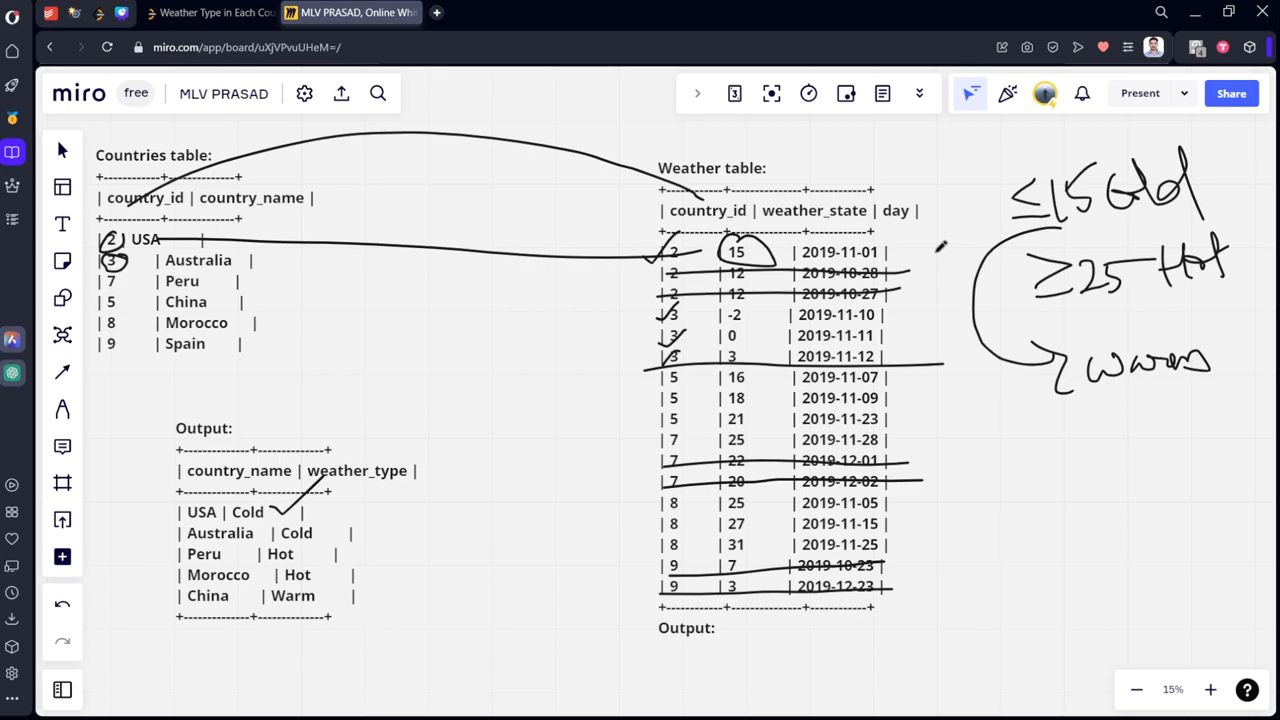 Weather Type in Each Cou
MLV PRASAD, Online Whi
miro.com/app/board/uXjVPvuUHeM=/
4
miro
free
MLV PRASAD
3
Present
Share
Countries table:
+------------+--------------+
| country_id | country_name |
+------------+--------------+
| 2 | USA |
| 3 | Australia |
| 7 | Peru |
| 5 | China |
| 8 | Morocco |
| 9 | Spain |
Output:
+--------------+-------------+
| country_name | weather_type |
+--------------+-------------+
| USA | Cold |
| Australia | Cold |
| Peru | Hot |
| Morocco | Hot |
| China | Warm |
+--------------+-------------+
Weather table:
+------------+---------------+------------+
| country_id | weather_state | day |
+------------+---------------+------------+
| 2 | 15 | 2019-11-01 |
| 2 | 12 | 2019-10-28 |
| 2 | 12 | 2019-10-27 |
| 3 | -2 | 2019-11-10 |
| 3 | 0 | 2019-11-11 |
| 3 | 3 | 2019-11-12 |
| 5 | 16 | 2019-11-07 |
| 5 | 18 | 2019-11-09 |
| 5 | 21 | 2019-11-23 |
| 7 | 25 | 2019-11-28 |
| 7 | 22 | 2019-12-01 |
| 7 | 20 | 2019-12-02 |
| 8 | 25 | 2019-11-05 |
| 8 | 27 | 2019-11-15 |
| 8 | 31 | 2019-11-25 |
| 9 | 7 | 2019-10-23 |
| 9 | 3 | 2019-12-23 |
+------------+---------------+------------+
Output:
≤15 Cold
≥25 Hot
warm
15%